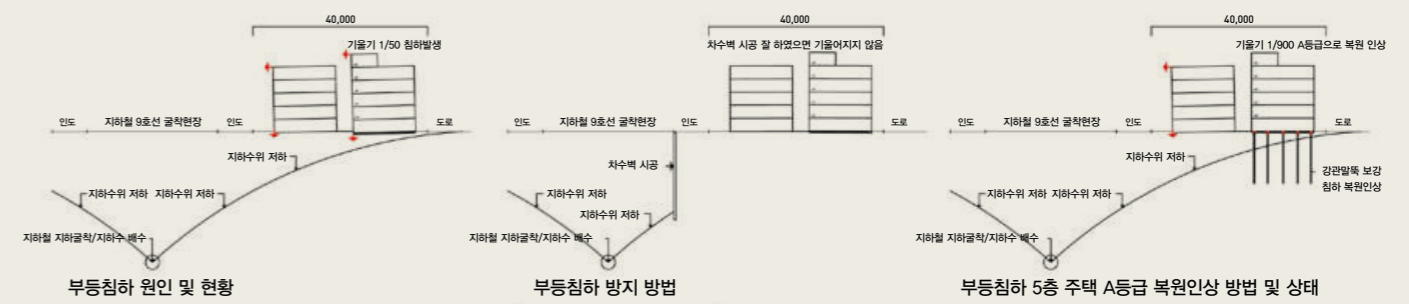 40,000
기울기 1/50 침하발생
인도
지하철 9호선 굴착현장
인도
도로
지하수위 저하
지하수위 저하
지하수위 저하
지하철 지하굴착/지하수 배수
부등침하 원인 및 현황
40,000
차수벽 시공 잘 하였으면 기울어지지 않음
인도
지하철 9호선 굴착현장
인도
도로
차수벽 시공
지하수위 저하
지하수위 저하
지하철 지하굴착/지하수 배수
부등침하 방지 방법
40,000
기울기 1/900 A등급으로 복원 인상
인도
지하철 9호선 굴착현장
인도
도로
지하수위 저하
강관말뚝 보강
침하 복원인상
지하수위 저하
지하수위 저하
지하철 지하굴착/지하수 배수
부등침하 5층 주택 A등급 복원인상 방법 및 상태